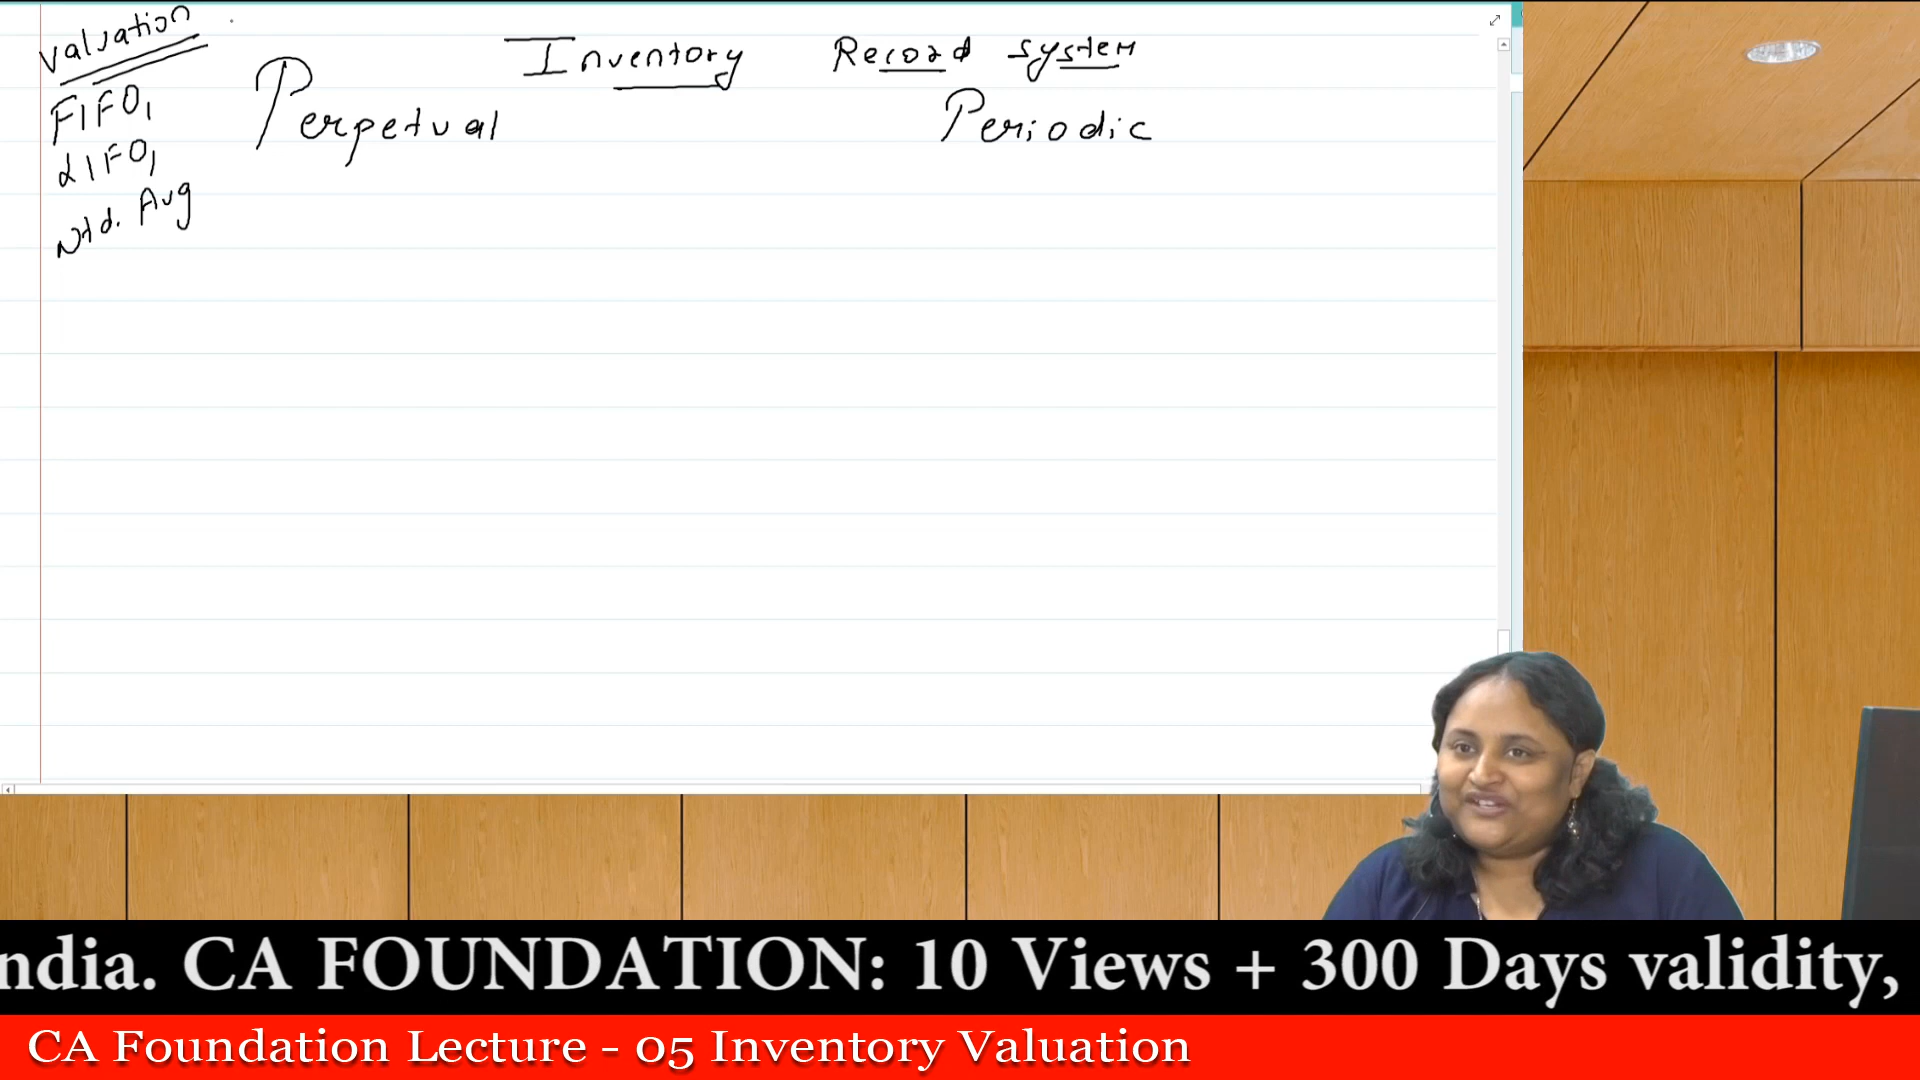 Valuation
FIFO,
LIFO,
Wtd. Avg
Inventory Record system
Perpetual Periodic
ndia. CA FOUNDATION: 10 Views + 300 Days validity,
CA Foundation Lecture - 05 Inventory Valuation